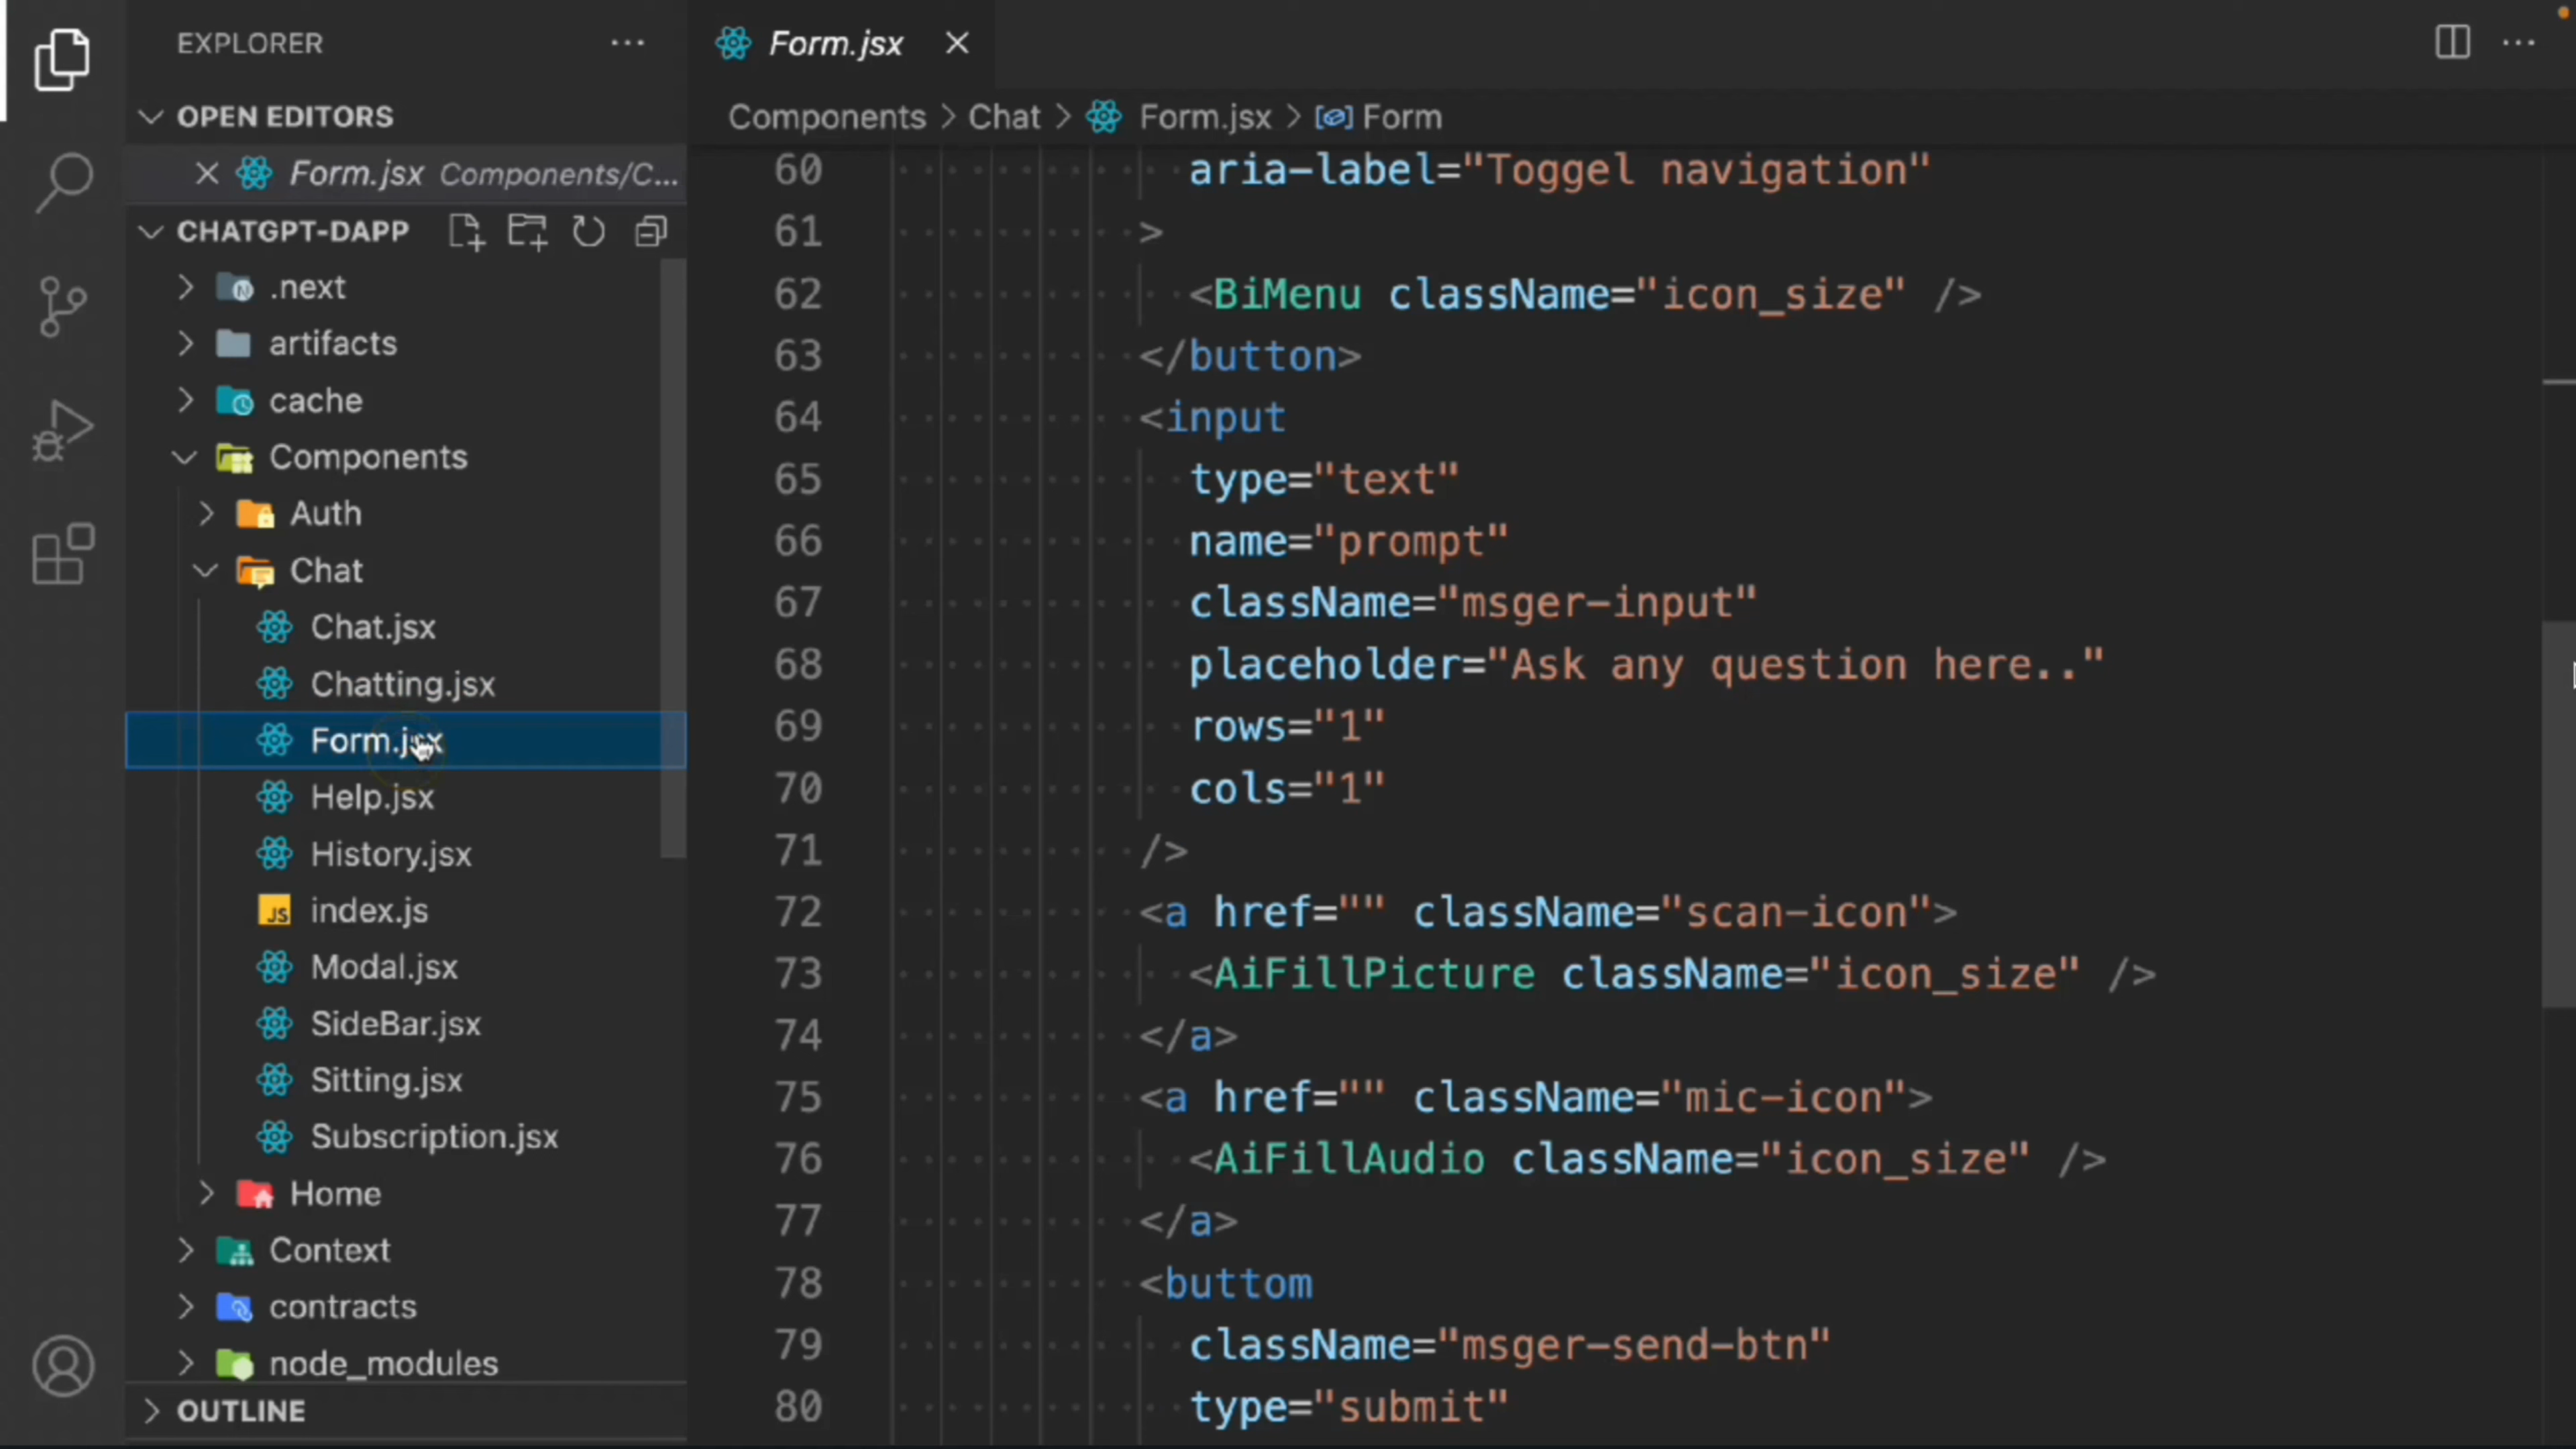 EXPLORER
OPEN EDITORS
Form.jsx Components/C...
CHATGPT-DAPP
.next
artifacts
cache
Components
Auth
Chat
Chat.jsx
Chatting.jsx
Form.jsx
Help.jsx
History.jsx
JS index.js
Modal.jsx
SideBar.jsx
Sitting.jsx
Subscription.jsx
Home
Context
contracts
node_modules
OUTLINE
Form.jsx
Components > Chat > Form.jsx > Form
60 aria-label="Toggel navigation"
61 >
62 <BiMenu className="icon_size" />
63 </button>
64 <input
65 type="text"
66 name="prompt"
67 className="msger-input"
68 placeholder="Ask any question here.."
69 rows="1"
70 cols="1"
71 />
72 <a href="" className="scan-icon">
73 <AiFillPicture className="icon_size" />
74 </a>
75 <a href="" className="mic-icon">
76 <AiFillAudio className="icon_size" />
77 </a>
78 <buttom
79 className="msger-send-btn"
80 type="submit"